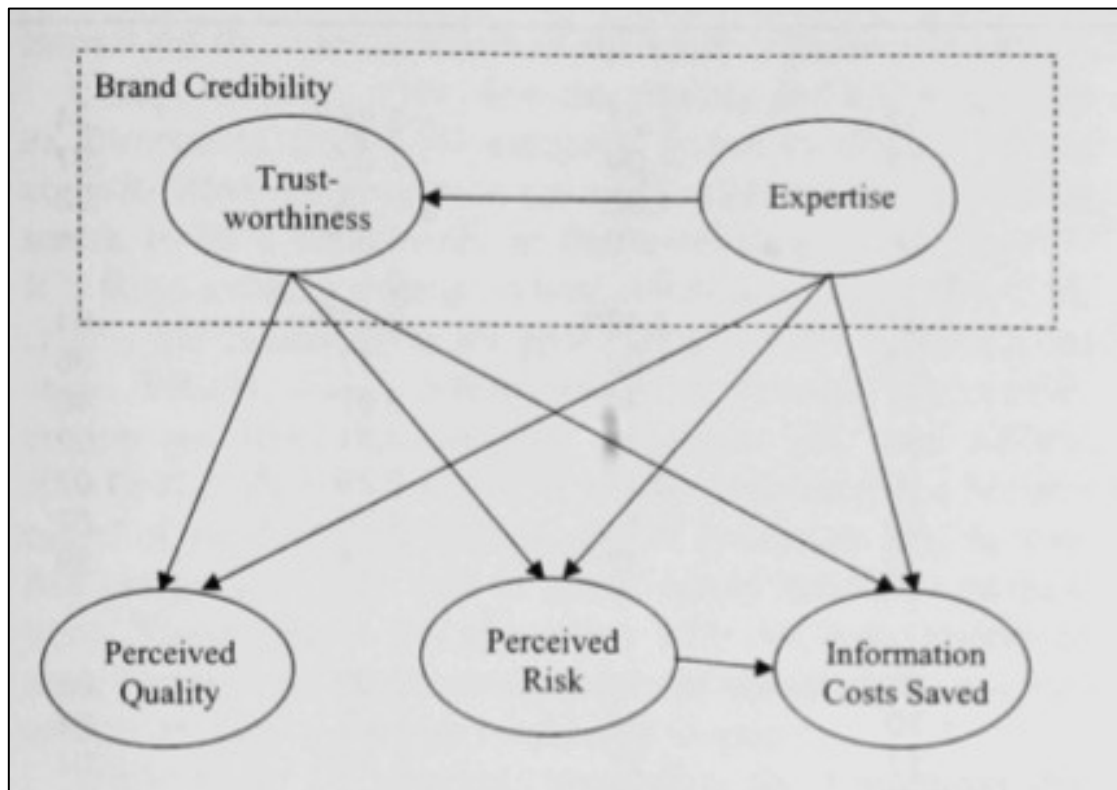 Brand Credibility
Trust-
worthiness
Expertise
Perceived
Quality
Perceived
Risk
Information
Costs Saved